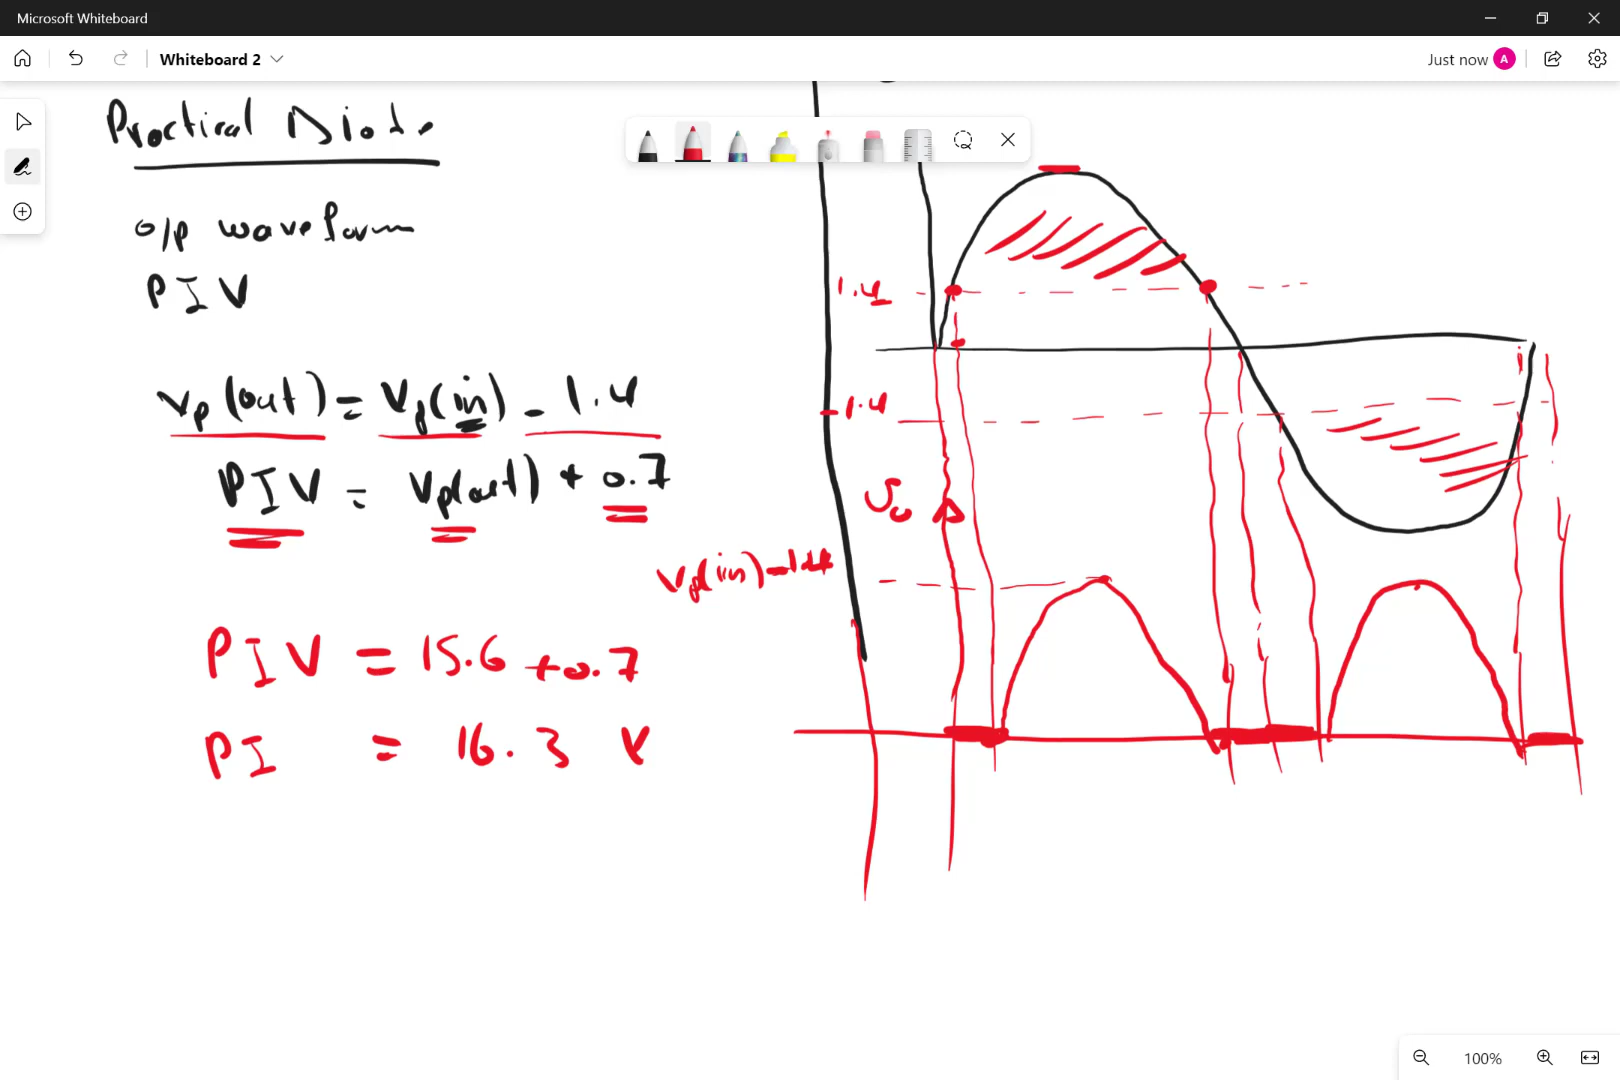 Microsoft Whiteboard
Whiteboard 2
Just now A
Practical Diode
o/p waveform
PIV
Vp(out) = Vp(in) - 1.4
PIV = Vp(out) + 0.7
PIV = 15.6 + 0.7
PI = 16.3 V
1.4
-1.4
υo
Vp(in)-1.4
100%